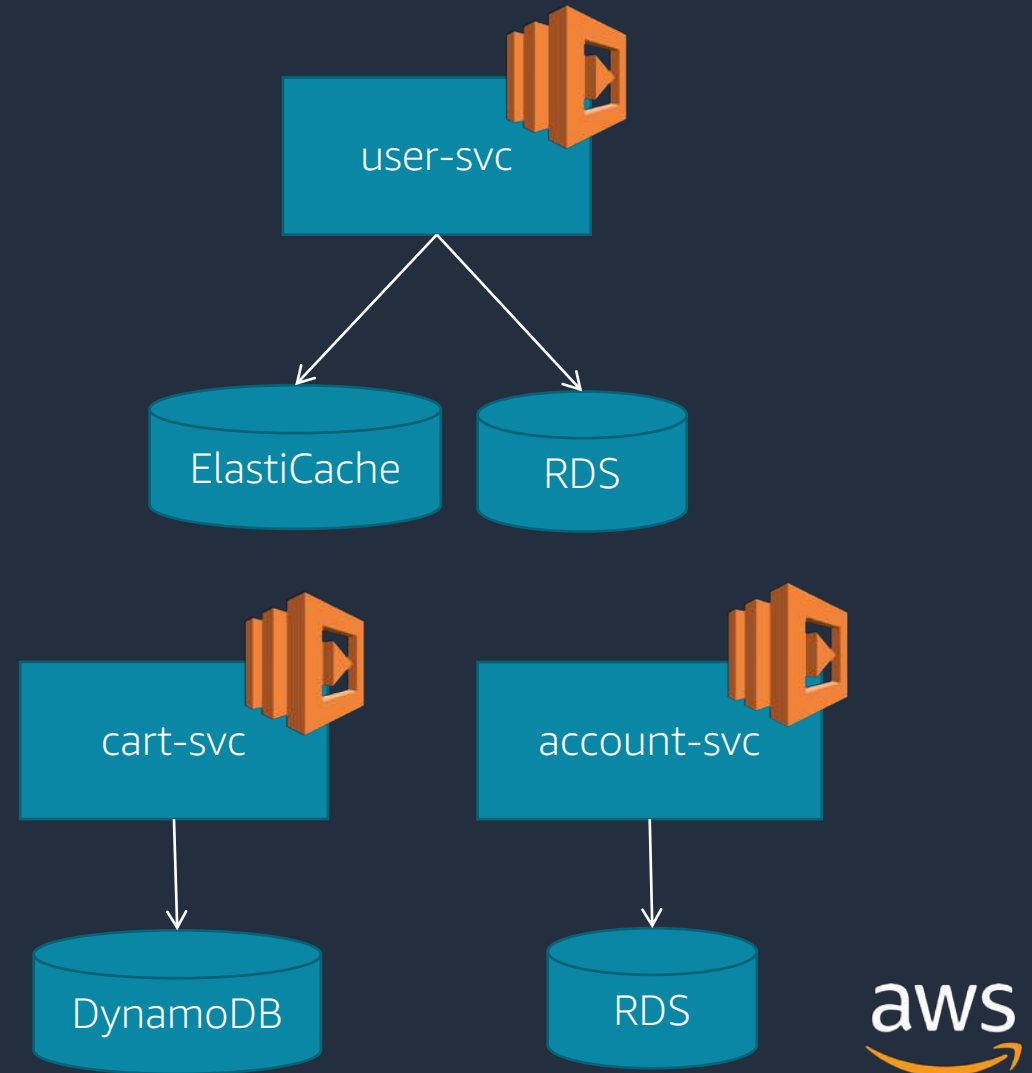 user-svc
ElastiCache
RDS
cart-svc
account-svc
DynamoDB
RDS
aws